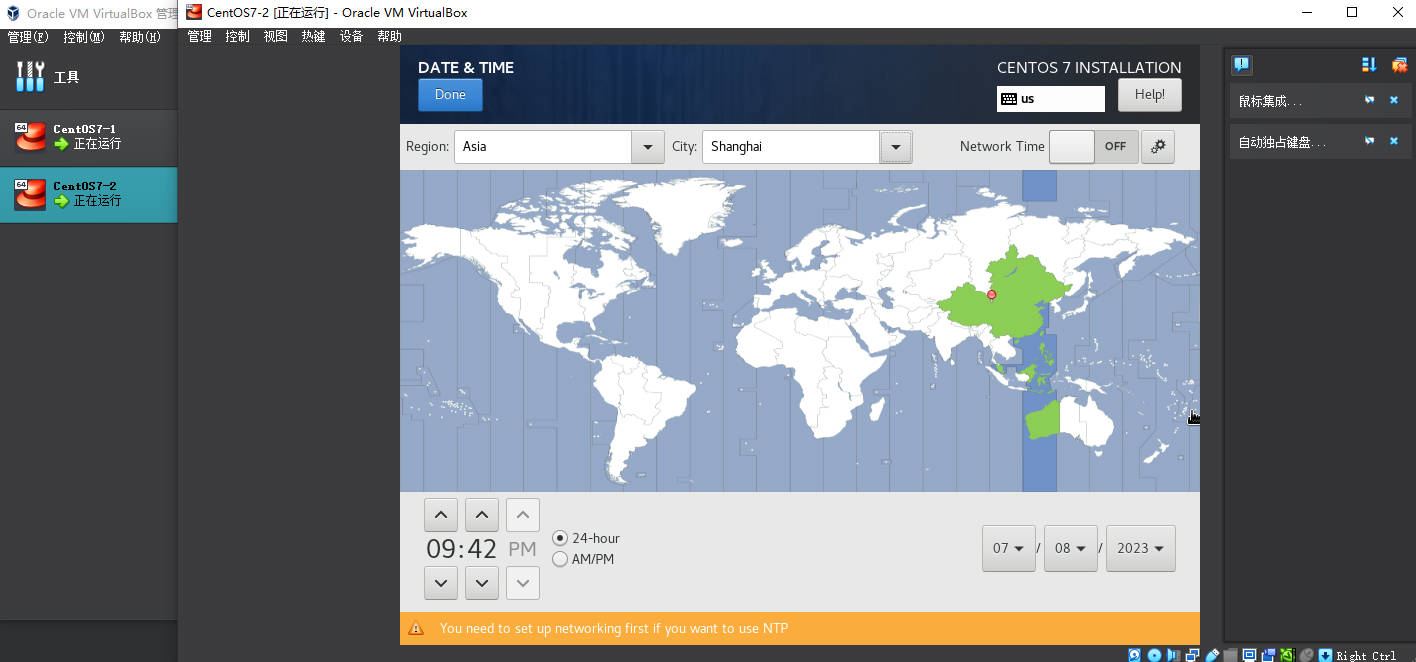 Oracle VM VirtualBox 管
CentOS7-2 [正在运行] - Oracle VM VirtualBox
管理(F) 控制(M) 帮助(H)
管理 控制 视图 热键 设备 帮助
工具
64 CentOS7-1
正在运行
64 CentOS7-2
正在运行
DATE & TIME
CENTOS 7 INSTALLATION
Done
us
Help!
Region: Asia City: Shanghai Network Time OFF
09:42 PM
24-hour
AM/PM
07 / 08 / 2023
You need to set up networking first if you want to use NTP
鼠标集成...
自动独占键盘...
Right Ctrl